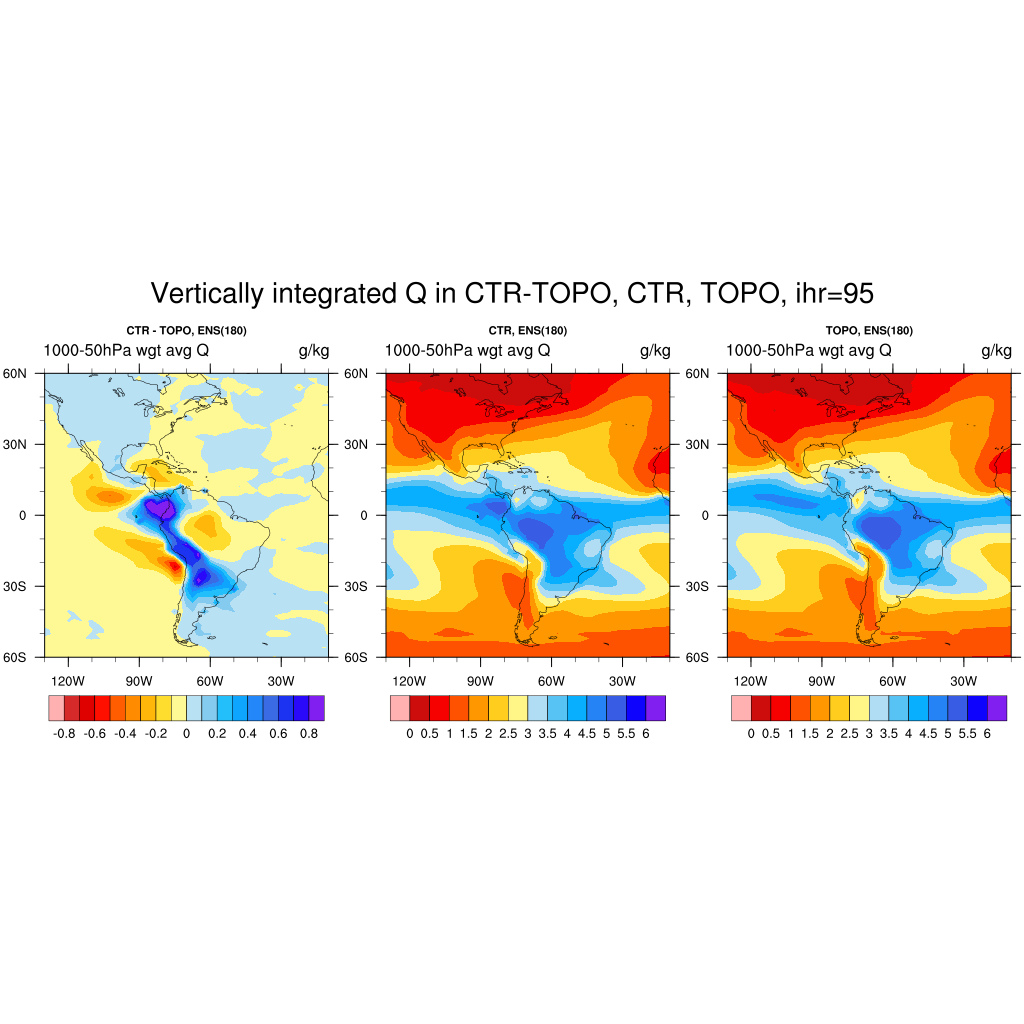 Vertically integrated Q in CTR-TOPO, CTR, TOPO, ihr=95
CTR - TOPO, ENS(180)
1000-50hPa wgt avg Q g/kg
60N
30N
0
30S
60S
120W 90W 60W 30W
-0.8 -0.6 -0.4 -0.2 0 0.2 0.4 0.6 0.8
CTR, ENS(180)
1000-50hPa wgt avg Q g/kg
60N
30N
0
30S
60S
120W 90W 60W 30W
0 0.5 1 1.5 2 2.5 3 3.5 4 4.5 5 5.5 6
TOPO, ENS(180)
1000-50hPa wgt avg Q g/kg
60N
30N
0
30S
60S
120W 90W 60W 30W
0 0.5 1 1.5 2 2.5 3 3.5 4 4.5 5 5.5 6